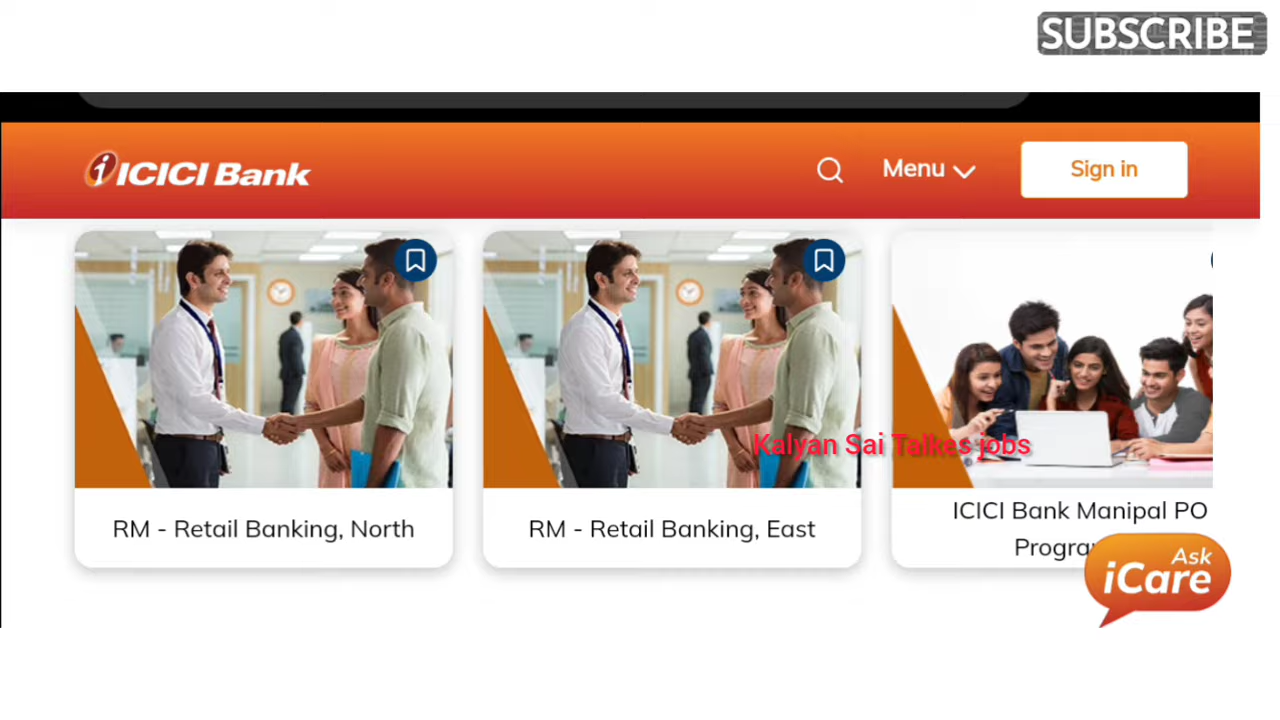 SUBSCRIBE
ICICI Bank
Menu
Sign in
Kalyan Sai Talkes jobs
RM - Retail Banking, North
RM - Retail Banking, East
ICICI Bank Manipal PO
Ask
iCare